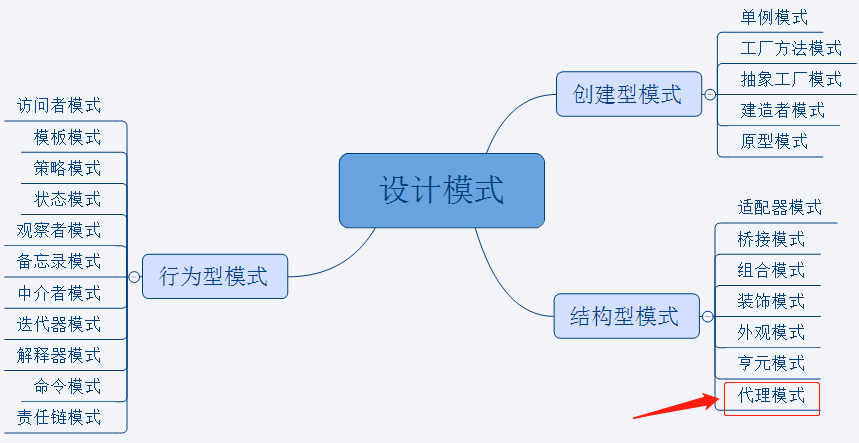 设计模式
创建型模式
单例模式
工厂方法模式
抽象工厂模式
建造者模式
原型模式
结构型模式
适配器模式
桥接模式
组合模式
装饰模式
外观模式
亨元模式
代理模式
行为型模式
访问者模式
模板模式
策略模式
状态模式
观察者模式
备忘录模式
中介者模式
迭代器模式
解释器模式
命令模式
责任链模式